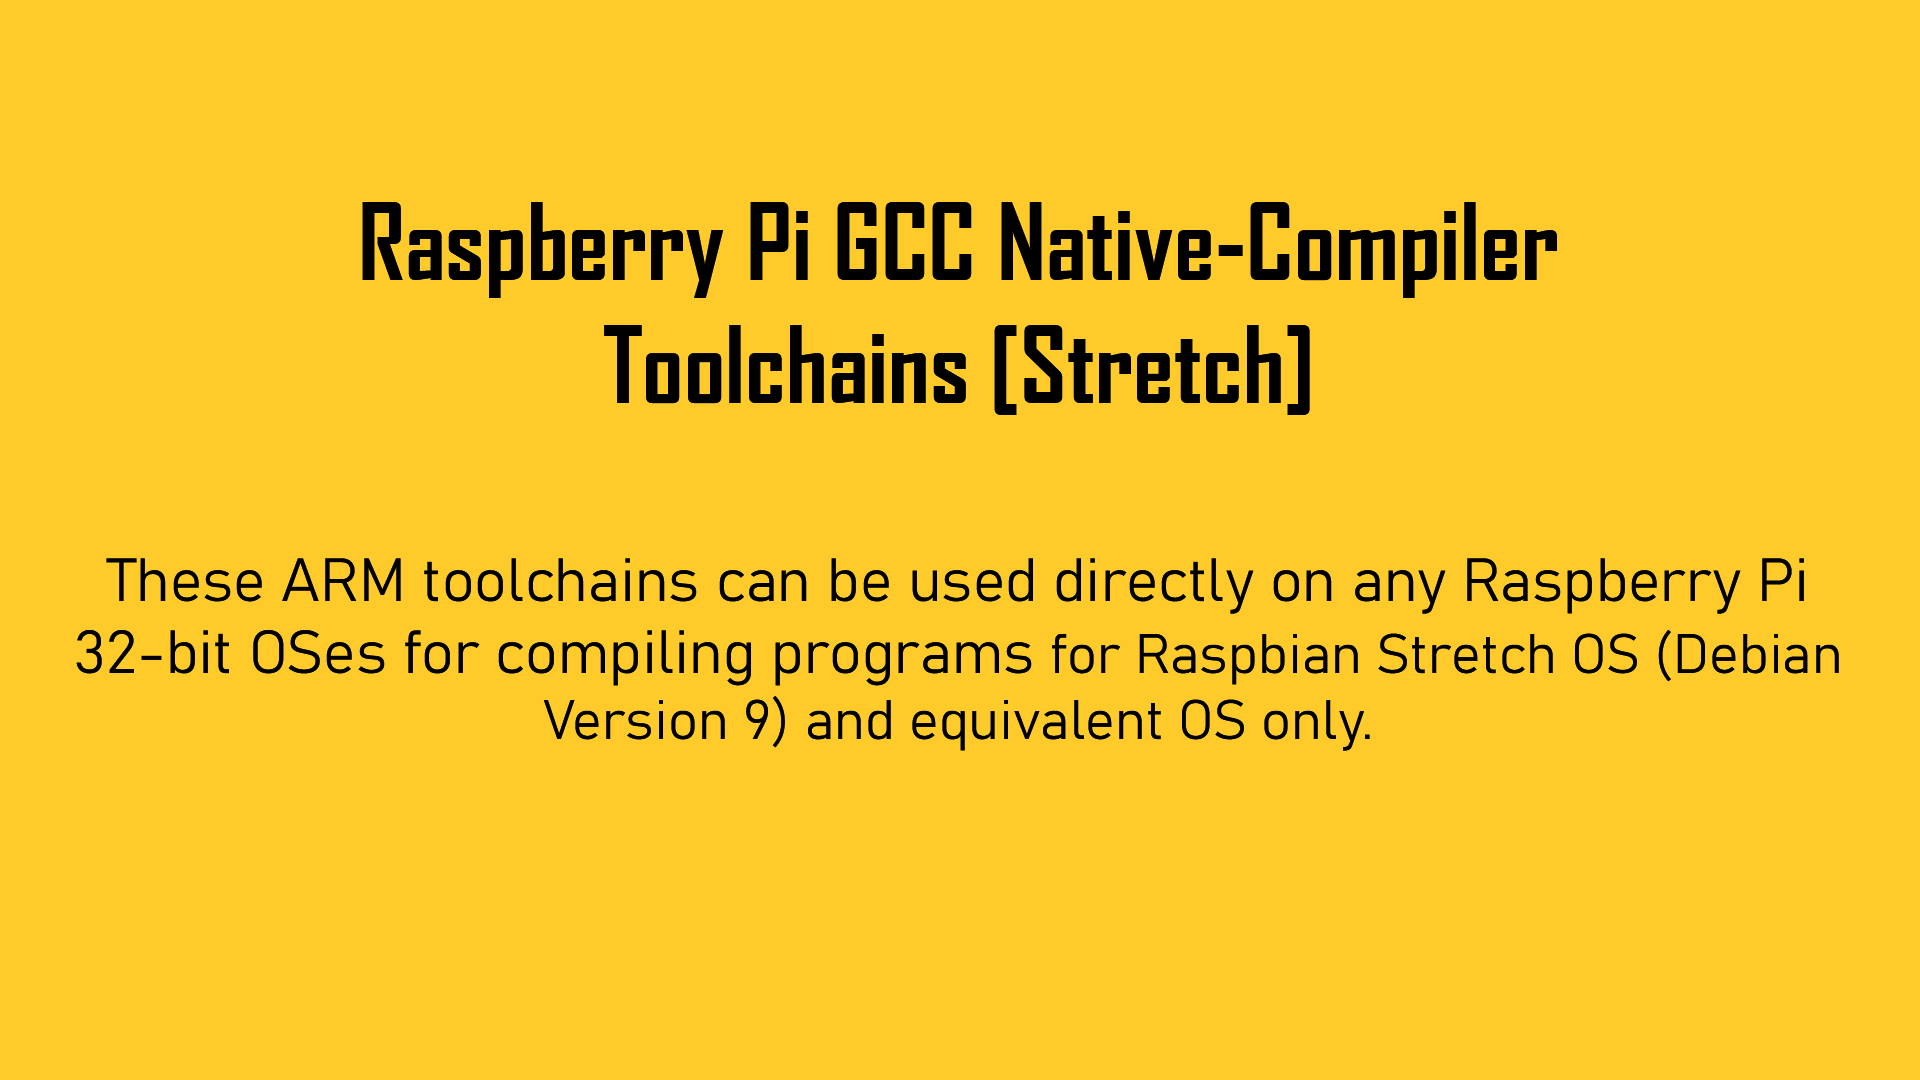 Raspberry Pi GCC Native-Compiler
Toolchains [Stretch]
These ARM toolchains can be used directly on any Raspberry Pi
32-bit OSes for compiling programs for Raspbian Stretch OS (Debian
Version 9) and equivalent OS only.